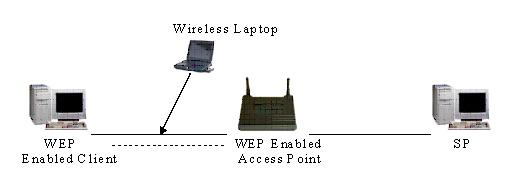 Wireless Laptop
WEP
Enabled Client
WEP Enabled
Access Point
SP